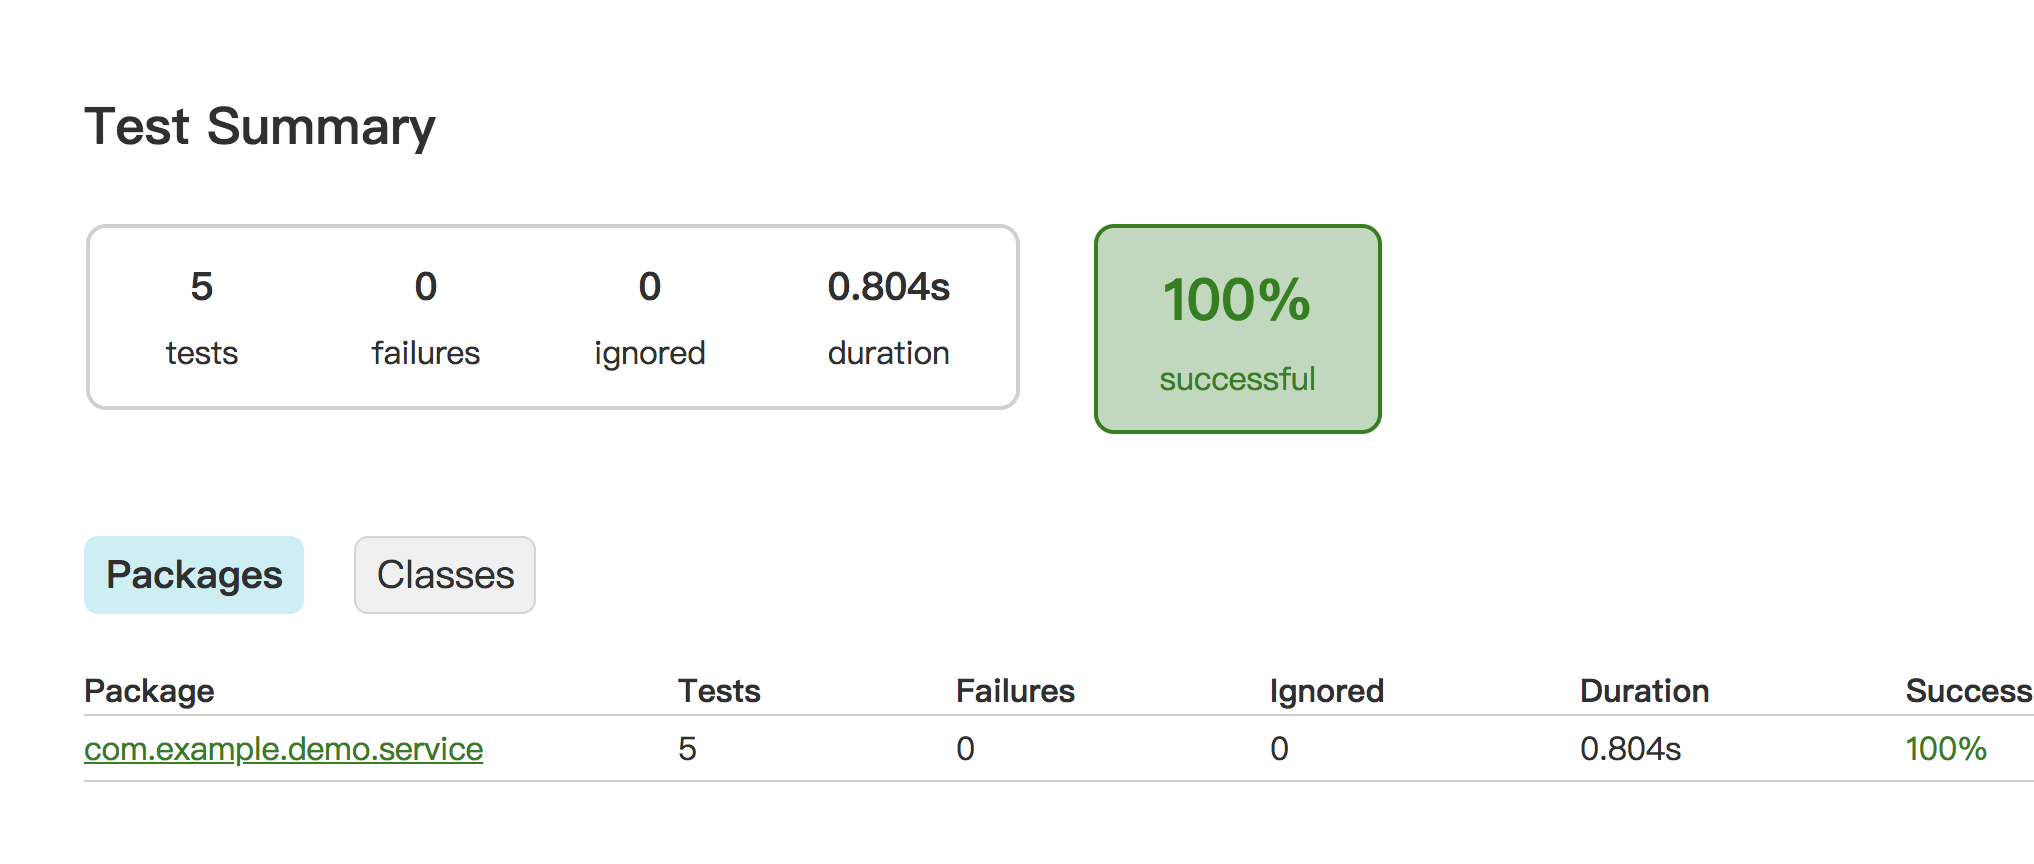 Test Summary
5 0 0 0.804s
tests failures ignored duration
100%
successful
Packages Classes
Package Tests Failures Ignored Duration Success
com.example.demo.service 5 0 0 0.804s 100%